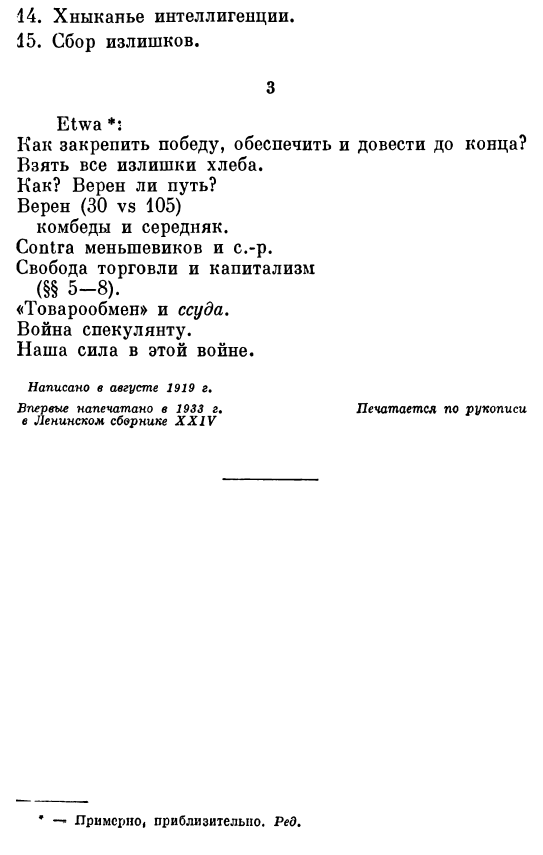 14. Хныканье интеллигенции.
15. Сбор излишков.
3
Etwa *:
Как закрепить победу, обеспечить и довести до конца?
Взять все излишки хлеба.
Как? Верен ли путь?
Верен (30 vs 105)
комбеды и середняк.
Contra меньшевиков и с.-р.
Свобода торговли и капитализм
(§§ 5—8).
«Товарообмен» и ссуда.
Война спекулянту.
Наша сила в этой войне.
Написано в августе 1919 г.
Впервые напечатано в 1933 г.
в Ленинском сборнике XXIV
Печатается по рукописи
* — Примерно, приблизительно. Ред.